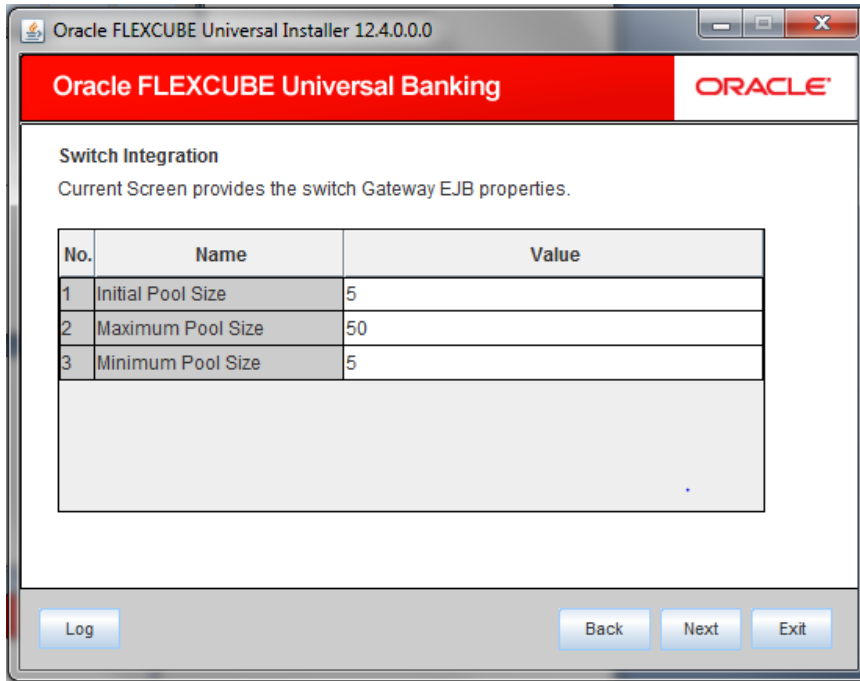 Oracle FLEXCUBE Universal Installer 12.4.0.0.0
Oracle FLEXCUBE Universal Banking
ORACLE
Switch Integration
Current Screen provides the switch Gateway EJB properties.
No. Name Value
1 Initial Pool Size 5
2 Maximum Pool Size 50
3 Minimum Pool Size 5
Log Back Next Exit